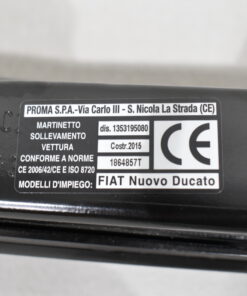 PROMA S.P.A.-Via Carlo III - S. Nicola La Strada (CE)
MARTINETTO
SOLLEVAMENTO
VETTURA
CONFORME A NORME
CE 2006/42/CE EN ISO 8720
dis. 1353195080
Costr.2015
1864857T
CE
MODELLI D'IMPIEGO: FIAT Nuovo Ducato